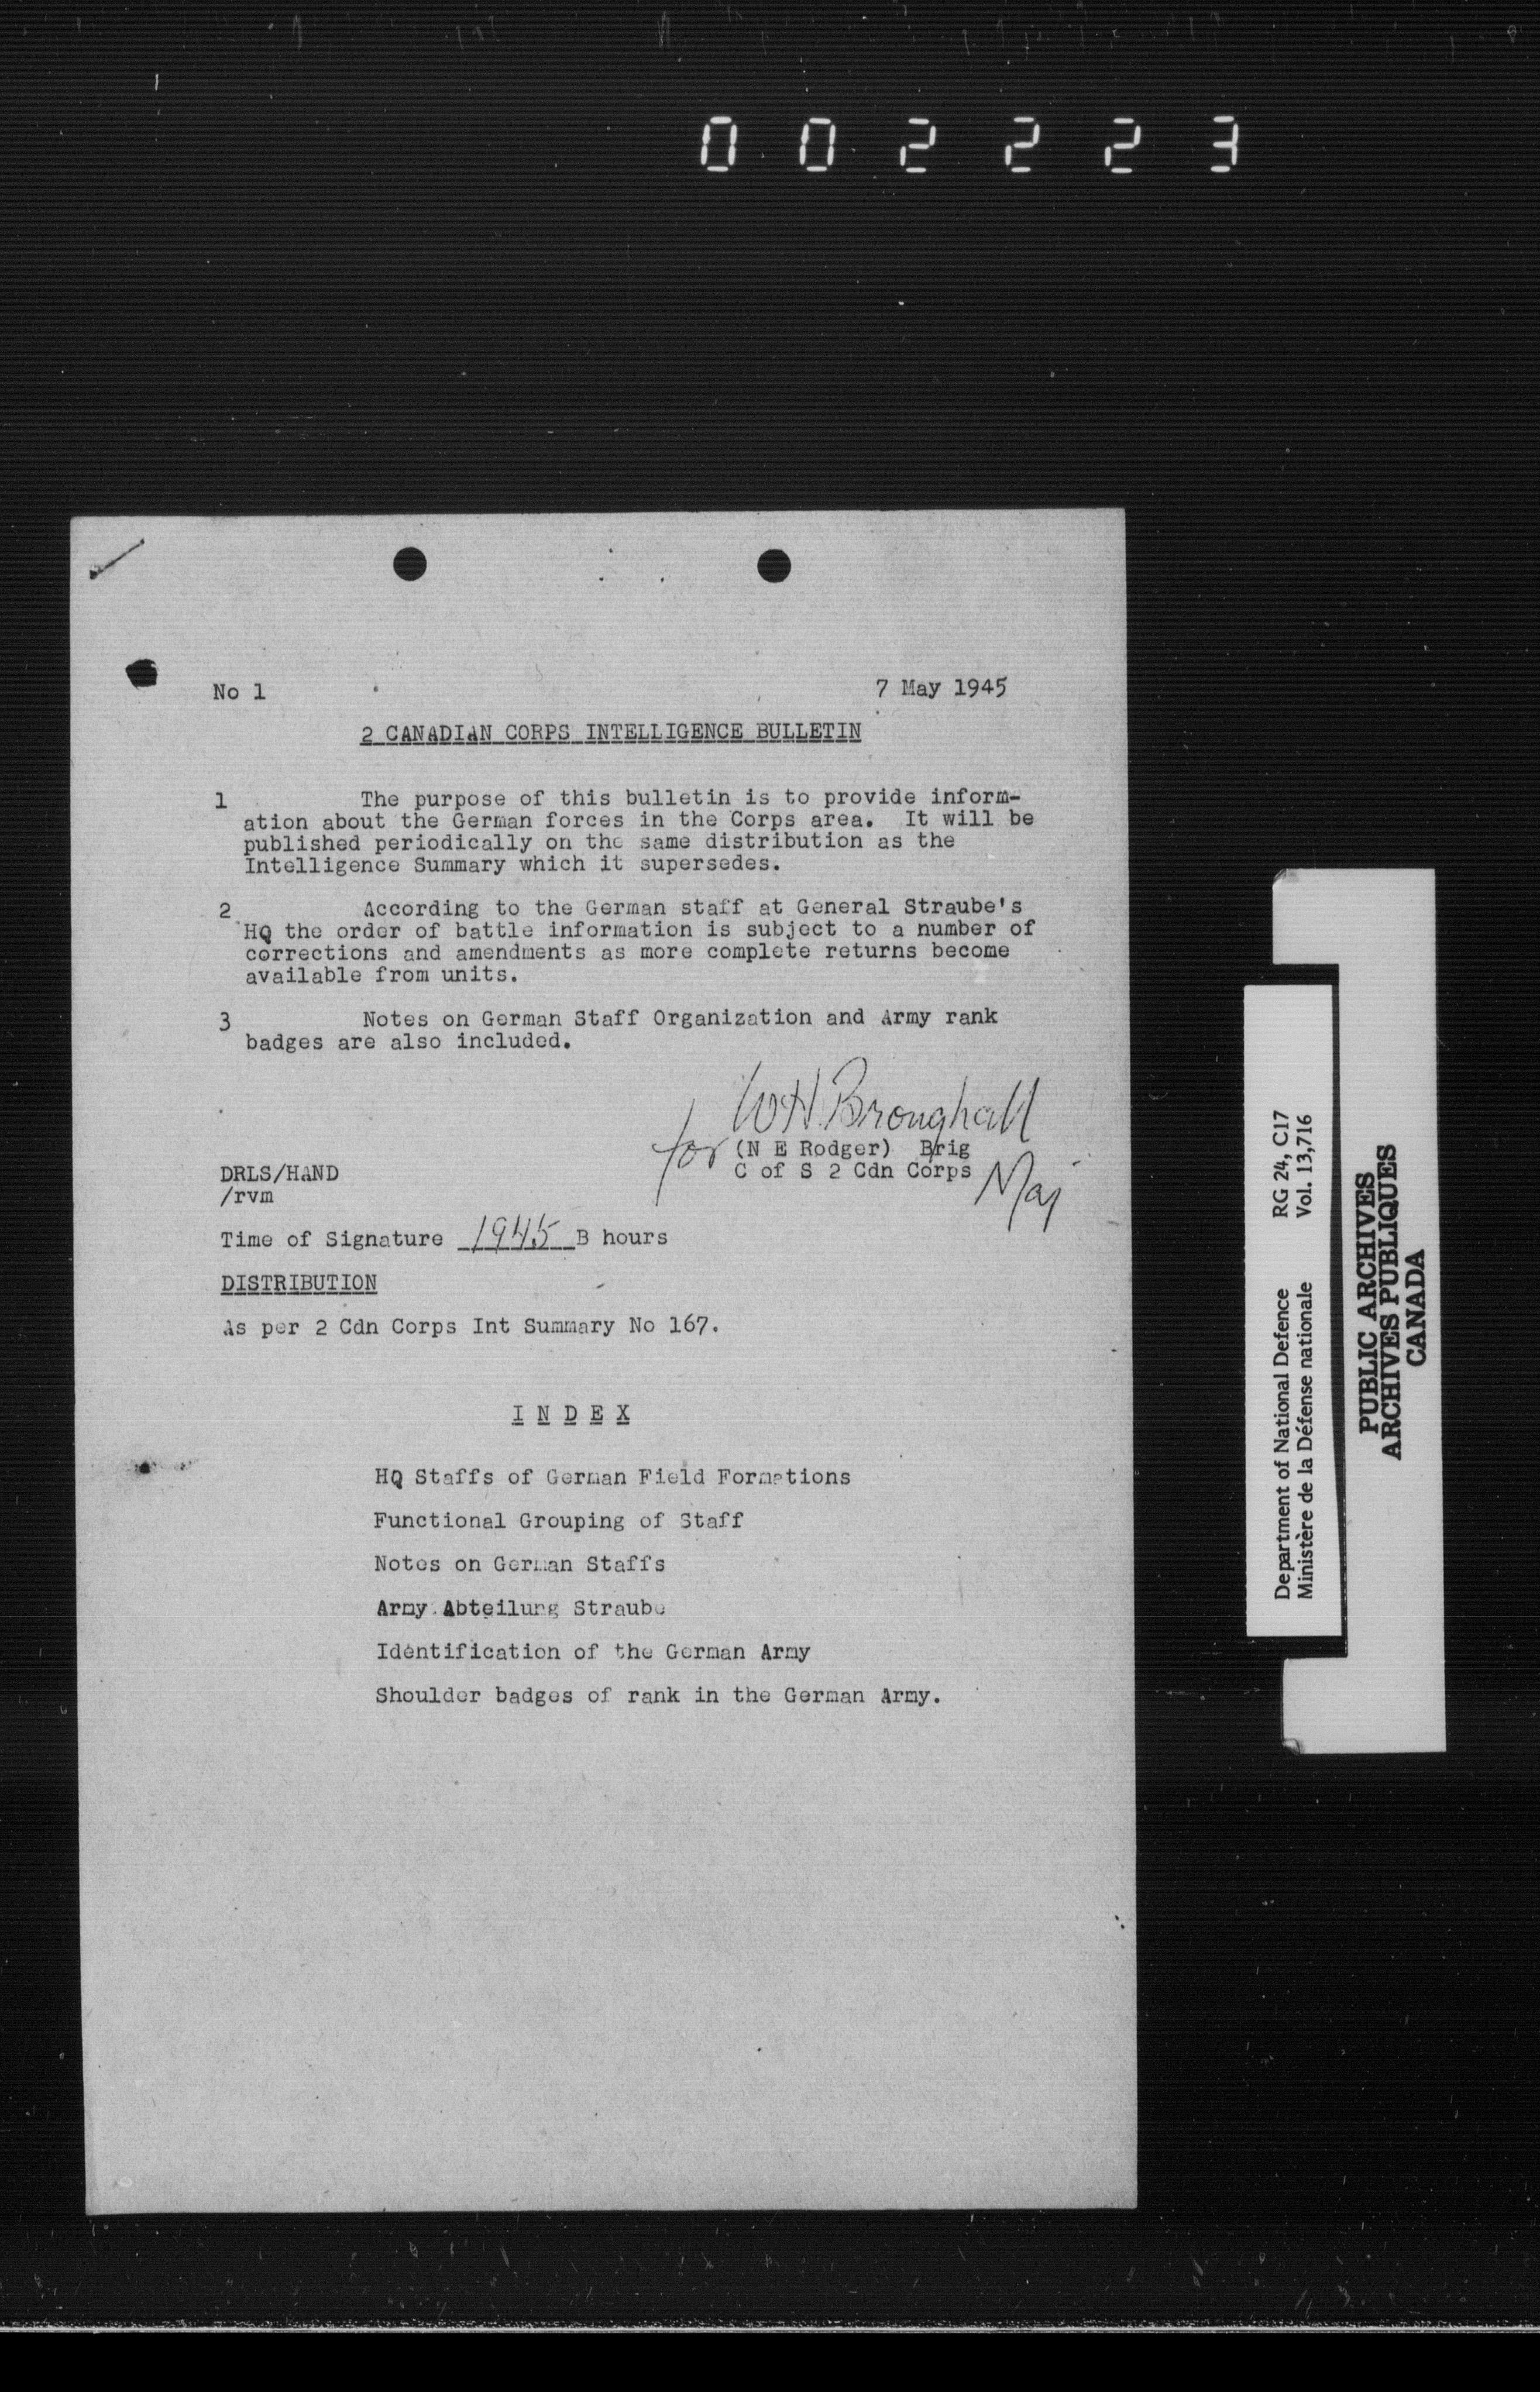 002223
No 1 7 May 1945
2 CANADIAN CORPS INTELLIGENCE BULLETIN
1 The purpose of this bulletin is to provide inform-
ation about the German forces in the Corps area. It will be
published periodically on the same distribution as the
Intelligence Summary which it supersedes.
2 According to the German staff at General Straube's
HQ the order of battle information is subject to a number of
corrections and amendments as more complete returns become
available from units.
3 Notes on German Staff Organization and Army rank
badges are also included.
W H Broughall
for (N E Rodger) Brig
C of S 2 Cdn Corps Maj
DRLS/HAND
/rvm
Time of Signature 1945 B hours
DISTRIBUTION
As per 2 Cdn Corps Int Summary No 167.
I N D E X
HQ Staffs of German Field Formations
Functional Grouping of Staff
Notes on German Staffs
Army Abteilung Straube
Identification of the German Army
Shoulder badges of rank in the German Army.
Department of National Defence RG 24, C17
Ministère de la Défense nationale Vol. 13,716
PUBLIC ARCHIVES
ARCHIVES PUBLIQUES
CANADA